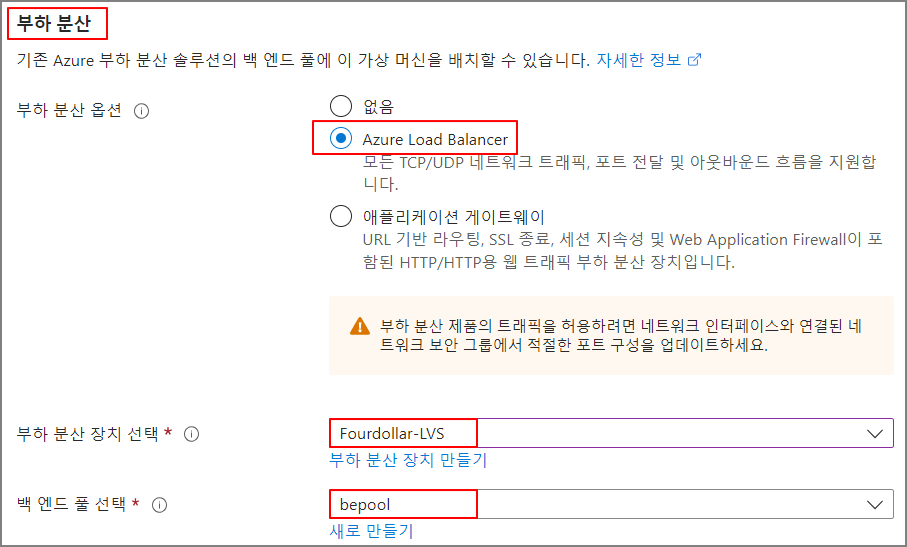 부하 분산
기존 Azure 부하 분산 솔루션의 백 엔드 풀에 이 가상 머신을 배치할 수 있습니다. 자세한 정보
부하 분산 옵션
없음
Azure Load Balancer
모든 TCP/UDP 네트워크 트래픽, 포트 전달 및 아웃바운드 흐름을 지원합
니다.
애플리케이션 게이트웨이
URL 기반 라우팅, SSL 종료, 세션 지속성 및 Web Application Firewall이 포
함된 HTTP/HTTP용 웹 트래픽 부하 분산 장치입니다.
부하 분산 제품의 트래픽을 허용하려면 네트워크 인터페이스와 연결된 네
트워크 보안 그룹에서 적절한 포트 구성을 업데이트하세요.
부하 분산 장치 선택 *
Fourdollar-LVS
부하 분산 장치 만들기
백 엔드 풀 선택 *
bepool
새로 만들기